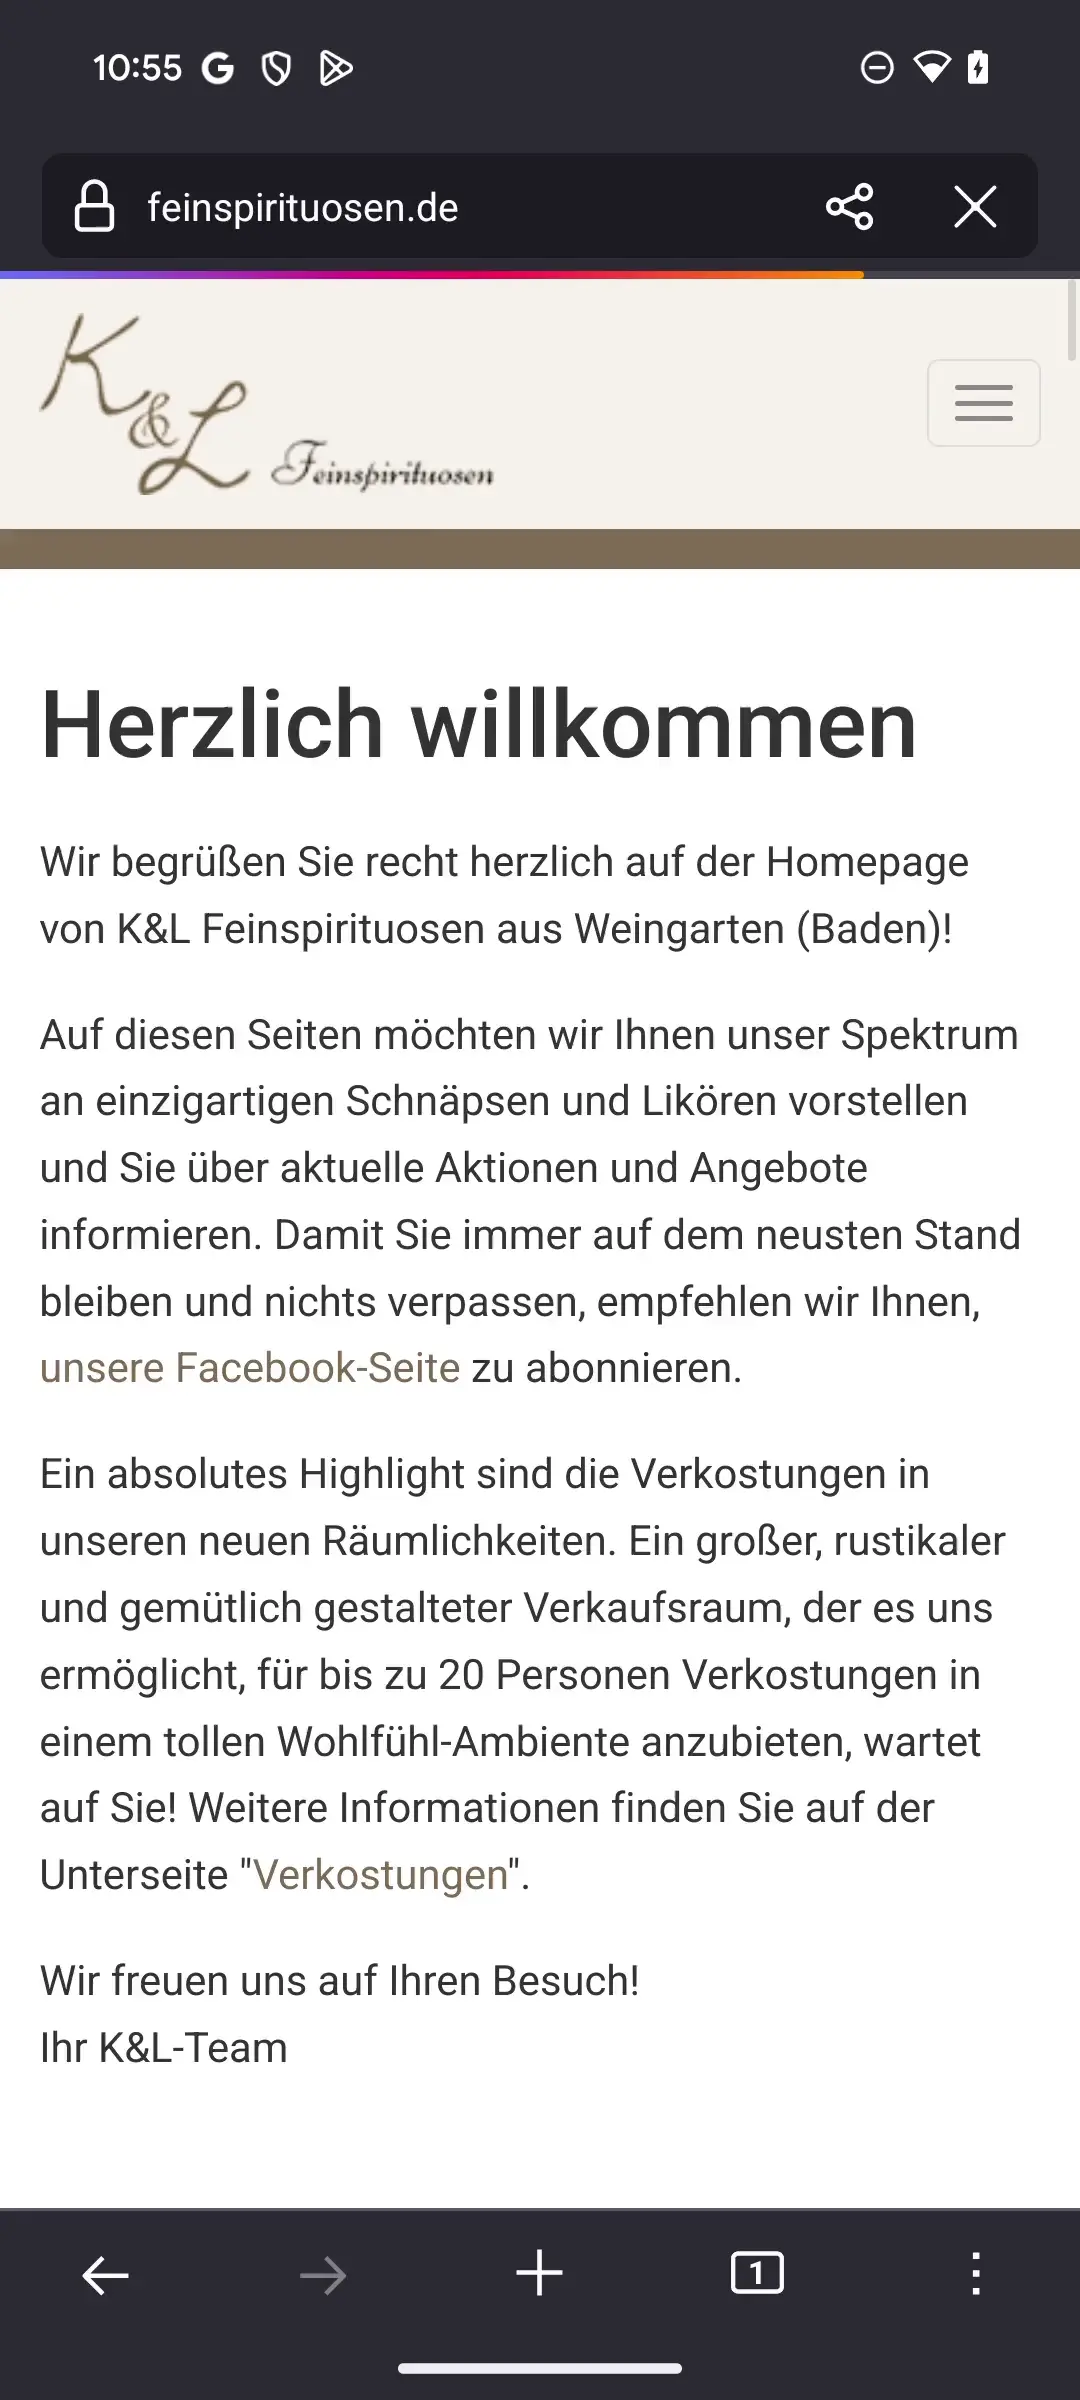 10:55
feinspirituosen.de
K&L Feinspirituosen
Herzlich willkommen
Wir begrüßen Sie recht herzlich auf der Homepage
von K&L Feinspirituosen aus Weingarten (Baden)!
Auf diesen Seiten möchten wir Ihnen unser Spektrum
an einzigartigen Schnäpsen und Likören vorstellen
und Sie über aktuelle Aktionen und Angebote
informieren. Damit Sie immer auf dem neusten Stand
bleiben und nichts verpassen, empfehlen wir Ihnen,
unsere Facebook-Seite zu abonnieren.
Ein absolutes Highlight sind die Verkostungen in
unseren neuen Räumlichkeiten. Ein großer, rustikaler
und gemütlich gestalteter Verkaufsraum, der es uns
ermöglicht, für bis zu 20 Personen Verkostungen in
einem tollen Wohlfühl-Ambiente anzubieten, wartet
auf Sie! Weitere Informationen finden Sie auf der
Unterseite "Verkostungen".
Wir freuen uns auf Ihren Besuch!
Ihr K&L-Team
1